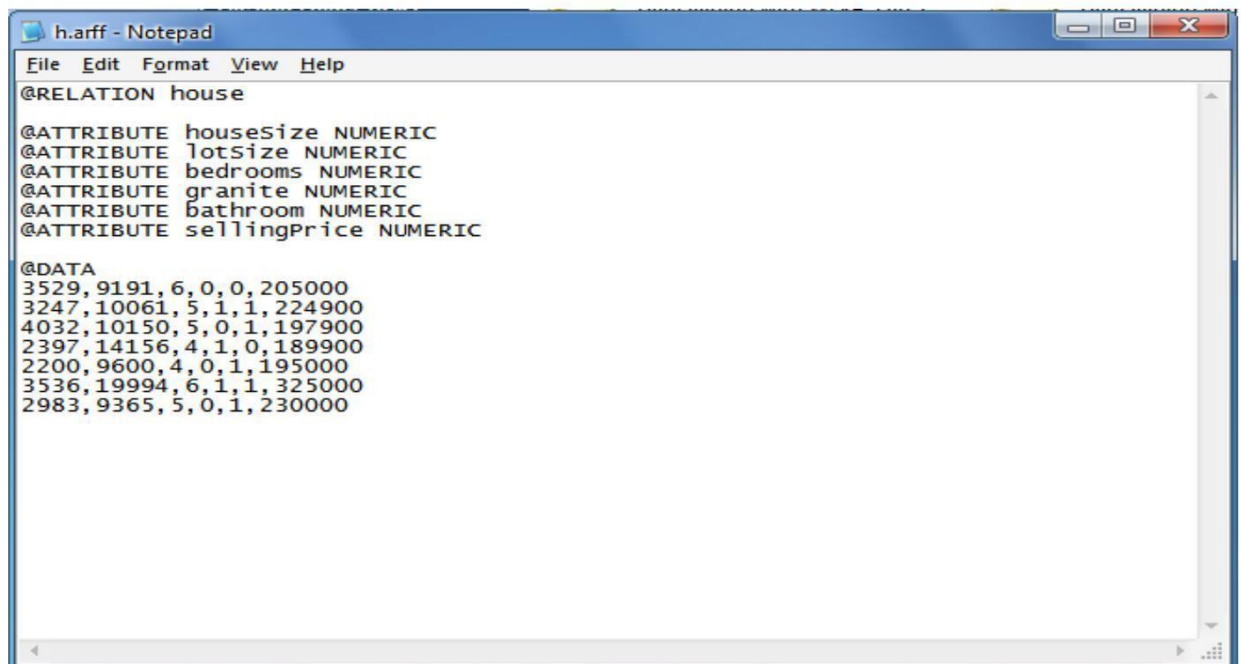 h.arff - Notepad
File Edit Format View Help
@RELATION house
@ATTRIBUTE houseSize NUMERIC
@ATTRIBUTE lotSize NUMERIC
@ATTRIBUTE bedrooms NUMERIC
@ATTRIBUTE granite NUMERIC
@ATTRIBUTE bathroom NUMERIC
@ATTRIBUTE sellingPrice NUMERIC
@DATA
3529,9191,6,0,0,205000
3247,10061,5,1,1,224900
4032,10150,5,0,1,197900
2397,14156,4,1,0,189900
2200,9600,4,0,1,195000
3536,19994,6,1,1,325000
2983,9365,5,0,1,230000